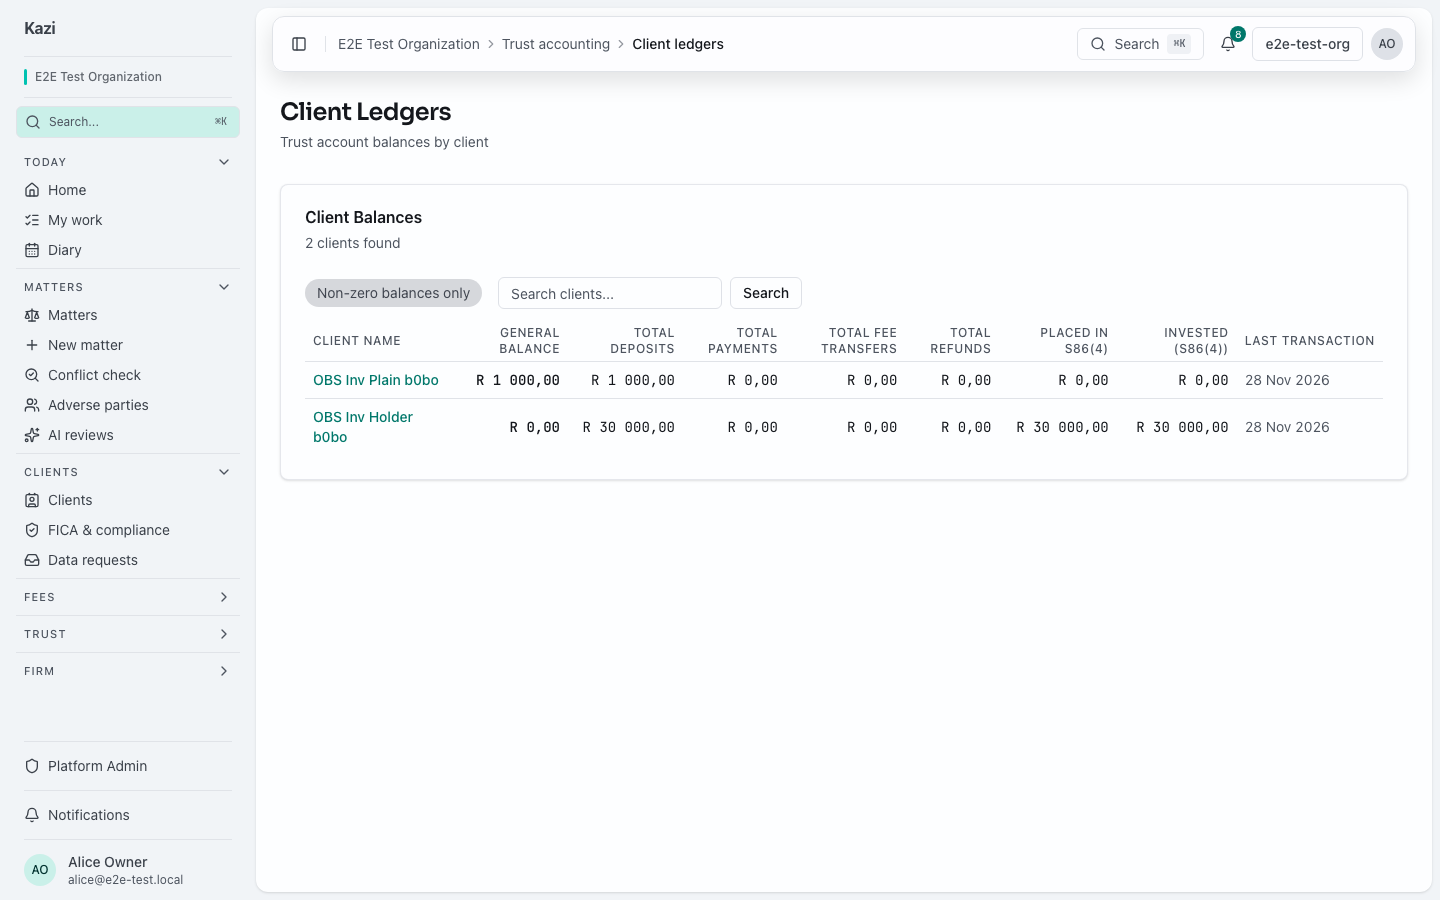 Kazi
E2E Test Organization
Search...
⌘K
TODAY
Home
My work
Diary
MATTERS
Matters
New matter
Conflict check
Adverse parties
AI reviews
CLIENTS
Clients
FICA & compliance
Data requests
FEES
TRUST
FIRM
Platform Admin
Notifications
AO
Alice Owner
alice@e2e-test.local
E2E Test Organization > Trust accounting > Client ledgers
Search ⌘K
8
e2e-test-org
AO
Client Ledgers
Trust account balances by client
Client Balances
2 clients found
Non-zero balances only
Search clients...
Search
CLIENT NAME
GENERAL BALANCE
TOTAL DEPOSITS
TOTAL PAYMENTS
TOTAL FEE TRANSFERS
TOTAL REFUNDS
PLACED IN S86(4)
INVESTED (S86(4))
LAST TRANSACTION
OBS Inv Plain b0bo R 1 000,00 R 1 000,00 R 0,00 R 0,00 R 0,00 R 0,00 R 0,00 28 Nov 2026
OBS Inv Holder b0bo R 0,00 R 30 000,00 R 0,00 R 0,00 R 0,00 R 30 000,00 R 30 000,00 28 Nov 2026